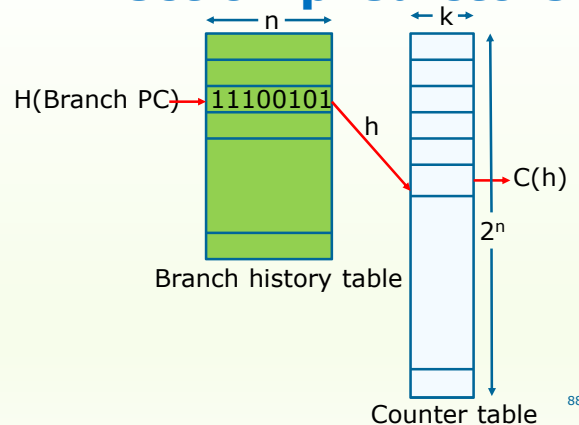 n
k
H(Branch PC)
11100101
h
C(h)
2ⁿ
Branch history table
Counter table
88